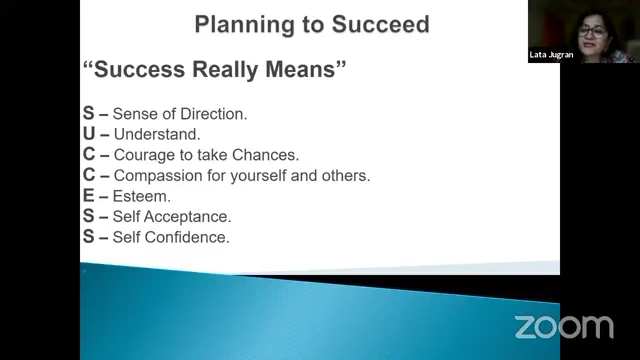 Planning to Succeed
Lata Jugran
“Success Really Means”
S – Sense of Direction.
U – Understand.
C – Courage to take Chances.
C – Compassion for yourself and others.
E – Esteem.
S – Self Acceptance.
S – Self Confidence.
zoom